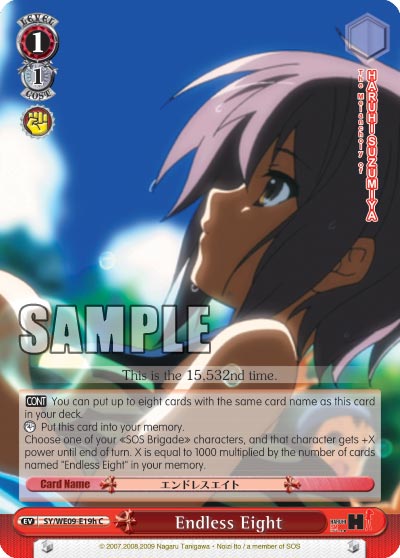 LEVEL
1
1
COST
The Melancholy of
HARUHI SUZUMIYA
SAMPLE
This is the 15.532nd time.
CONT You can put up to eight cards with the same card name as this card
in your deck.
Put this card into your memory.
Choose one of your «SOS Brigade» characters, and that character gets +X
power until end of turn. X is equal to 1000 multiplied by the number of cards
named "Endless Eight" in your memory.
Card Name エンドレスエイト
EV SY/WE09-E19h C Endless Eight
HARUHI
H
© 2007,2008,2009 Nagaru Tanigawa • Noizi Ito / a member of SOS